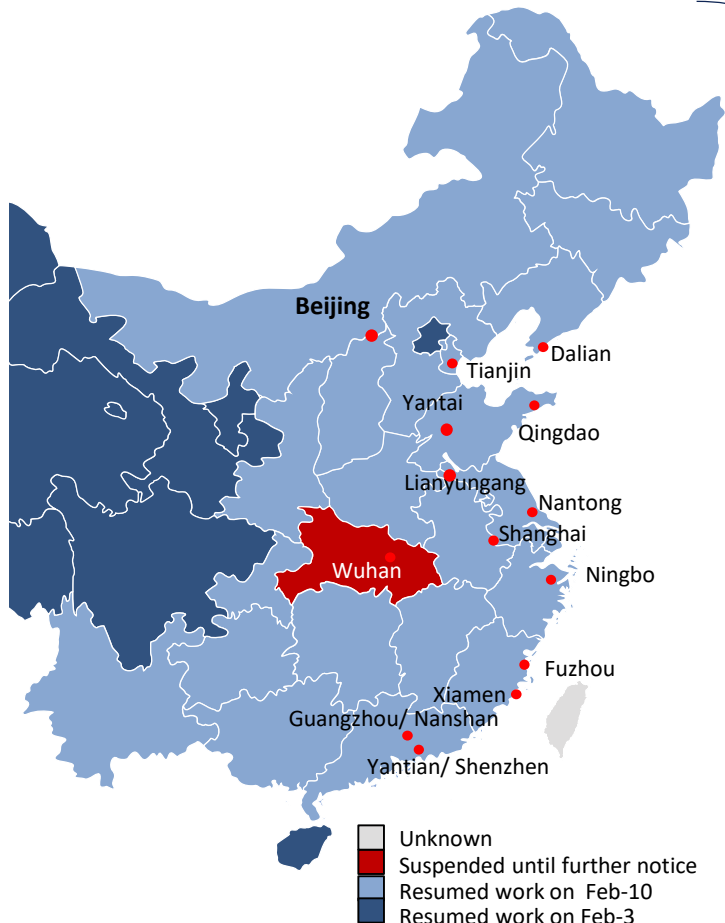 Beijing
Dalian
Tianjin
Yantai
Qingdao
Lianyungang
Nantong
Shanghai
Wuhan
Ningbo
Fuzhou
Xiamen
Guangzhou/ Nanshan
Yantian/ Shenzhen
Unknown
Suspended until further notice
Resumed work on Feb-10
Resumed work on Feb-3